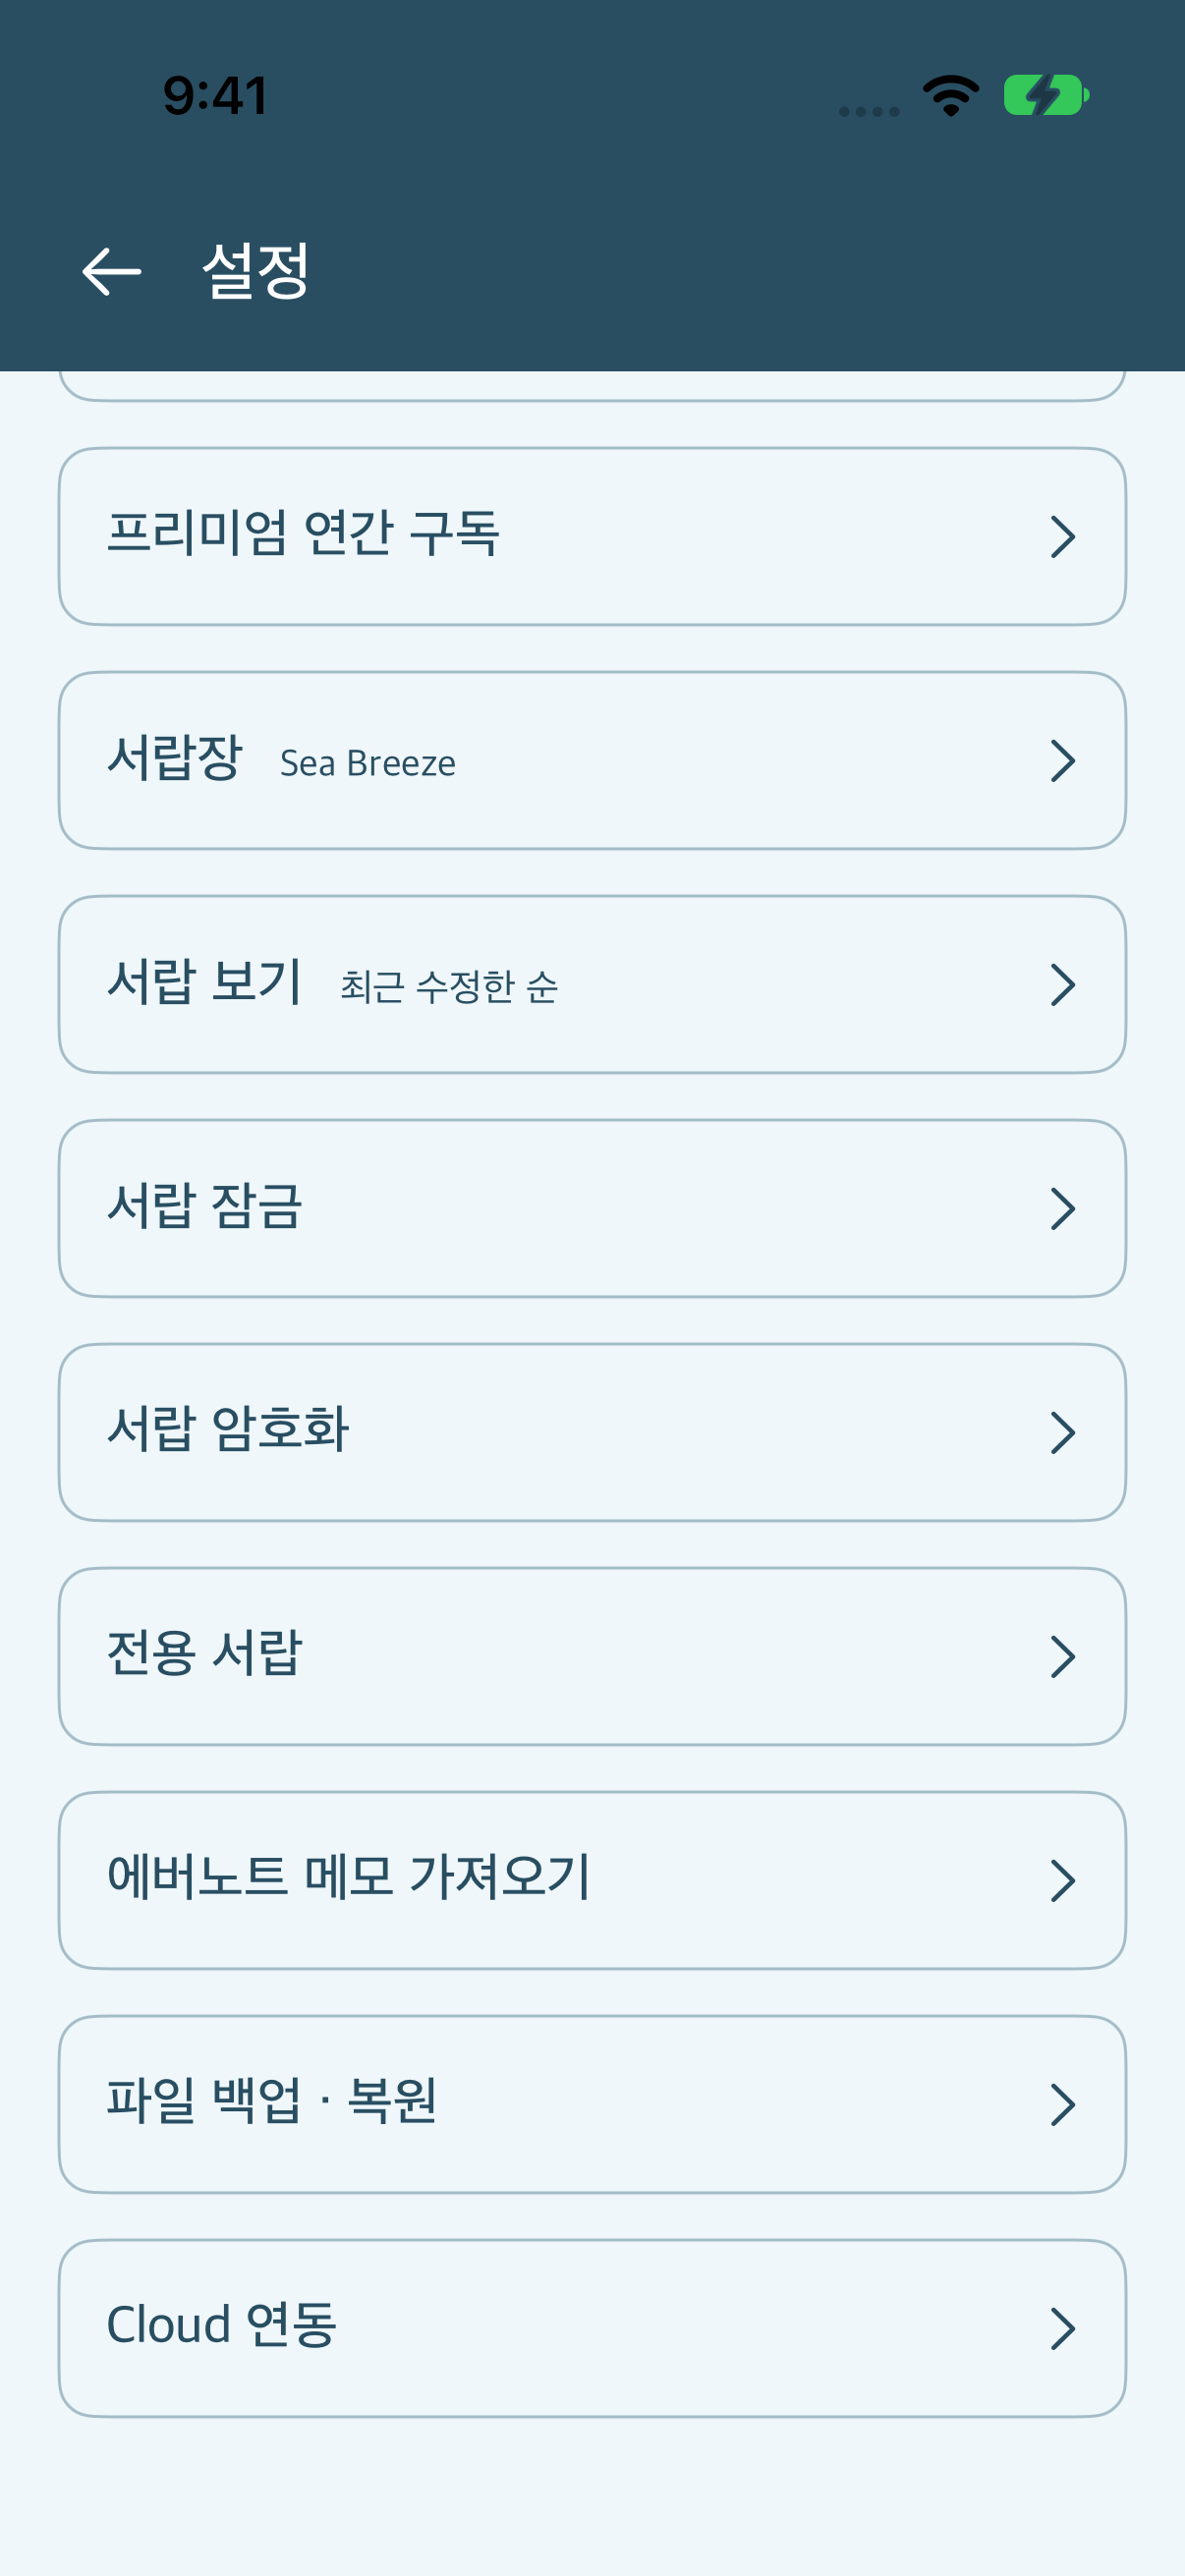 9:41
설정
프리미엄 연간 구독
서랍장 Sea Breeze
서랍 보기 최근 수정한 순
서랍 잠금
서랍 암호화
전용 서랍
에버노트 메모 가져오기
파일 백업 · 복원
Cloud 연동